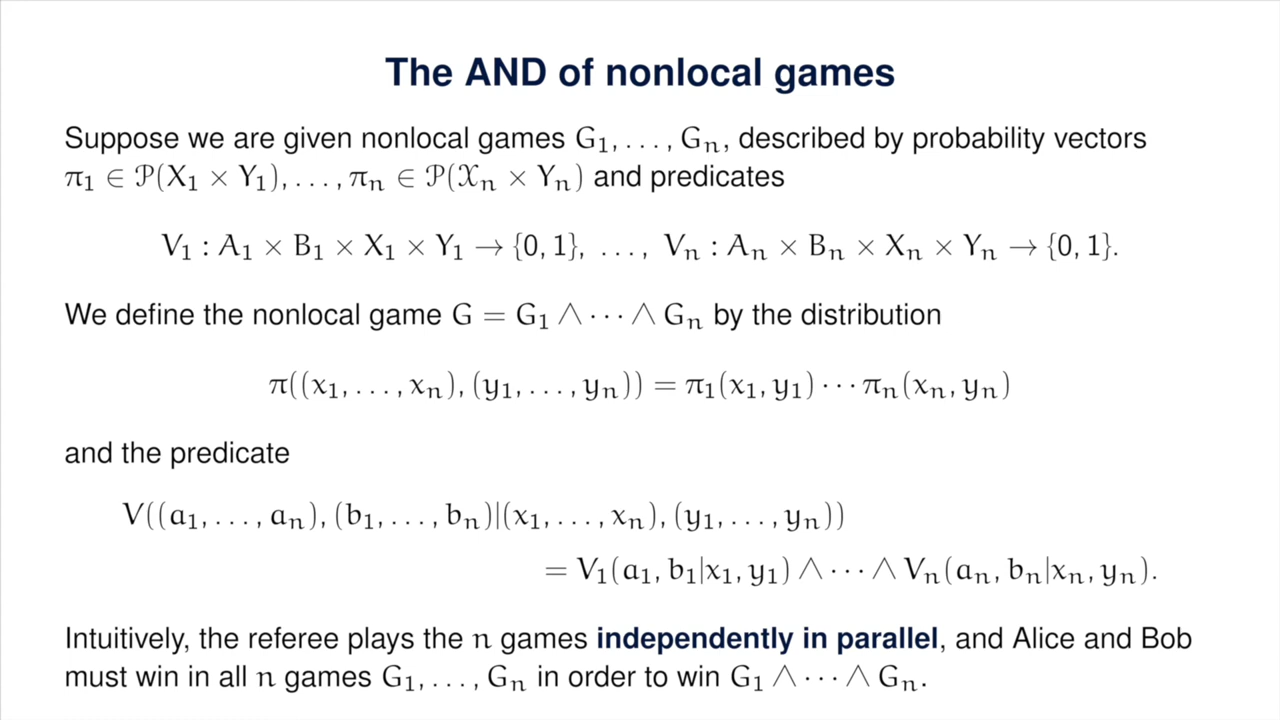 The AND of nonlocal games
Suppose we are given nonlocal games G₁, . . . , Gₙ, described by probability vectors
π₁ ∈ 𝒫(X₁ × Y₁), . . . , πₙ ∈ 𝒫(𝒳ₙ × Yₙ) and predicates
V₁ : A₁ × B₁ × X₁ × Y₁ → {0, 1}, . . . , Vₙ : Aₙ × Bₙ × Xₙ × Yₙ → {0, 1}.
We define the nonlocal game G = G₁ ∧ · · · ∧ Gₙ by the distribution
π((x₁, . . . , xₙ), (y₁, . . . , yₙ)) = π₁(x₁, y₁) · · · πₙ(xₙ, yₙ)
and the predicate
V((a₁, . . . , aₙ), (b₁, . . . , bₙ)|(x₁, . . . , xₙ), (y₁, . . . , yₙ))
= V₁(a₁, b₁|x₁, y₁) ∧ · · · ∧ Vₙ(aₙ, bₙ|xₙ, yₙ).
Intuitively, the referee plays the n games independently in parallel, and Alice and Bob
must win in all n games G₁, . . . , Gₙ in order to win G₁ ∧ · · · ∧ Gₙ.